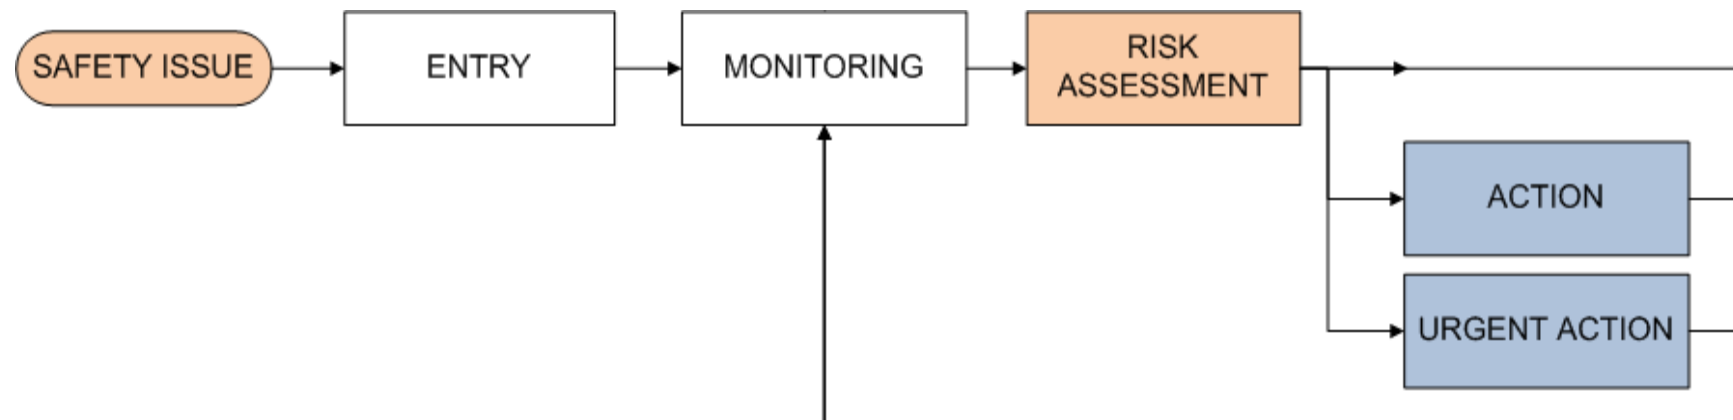 SAFETY ISSUE
ENTRY
MONITORING
RISK
ASSESSMENT
ACTION
URGENT ACTION